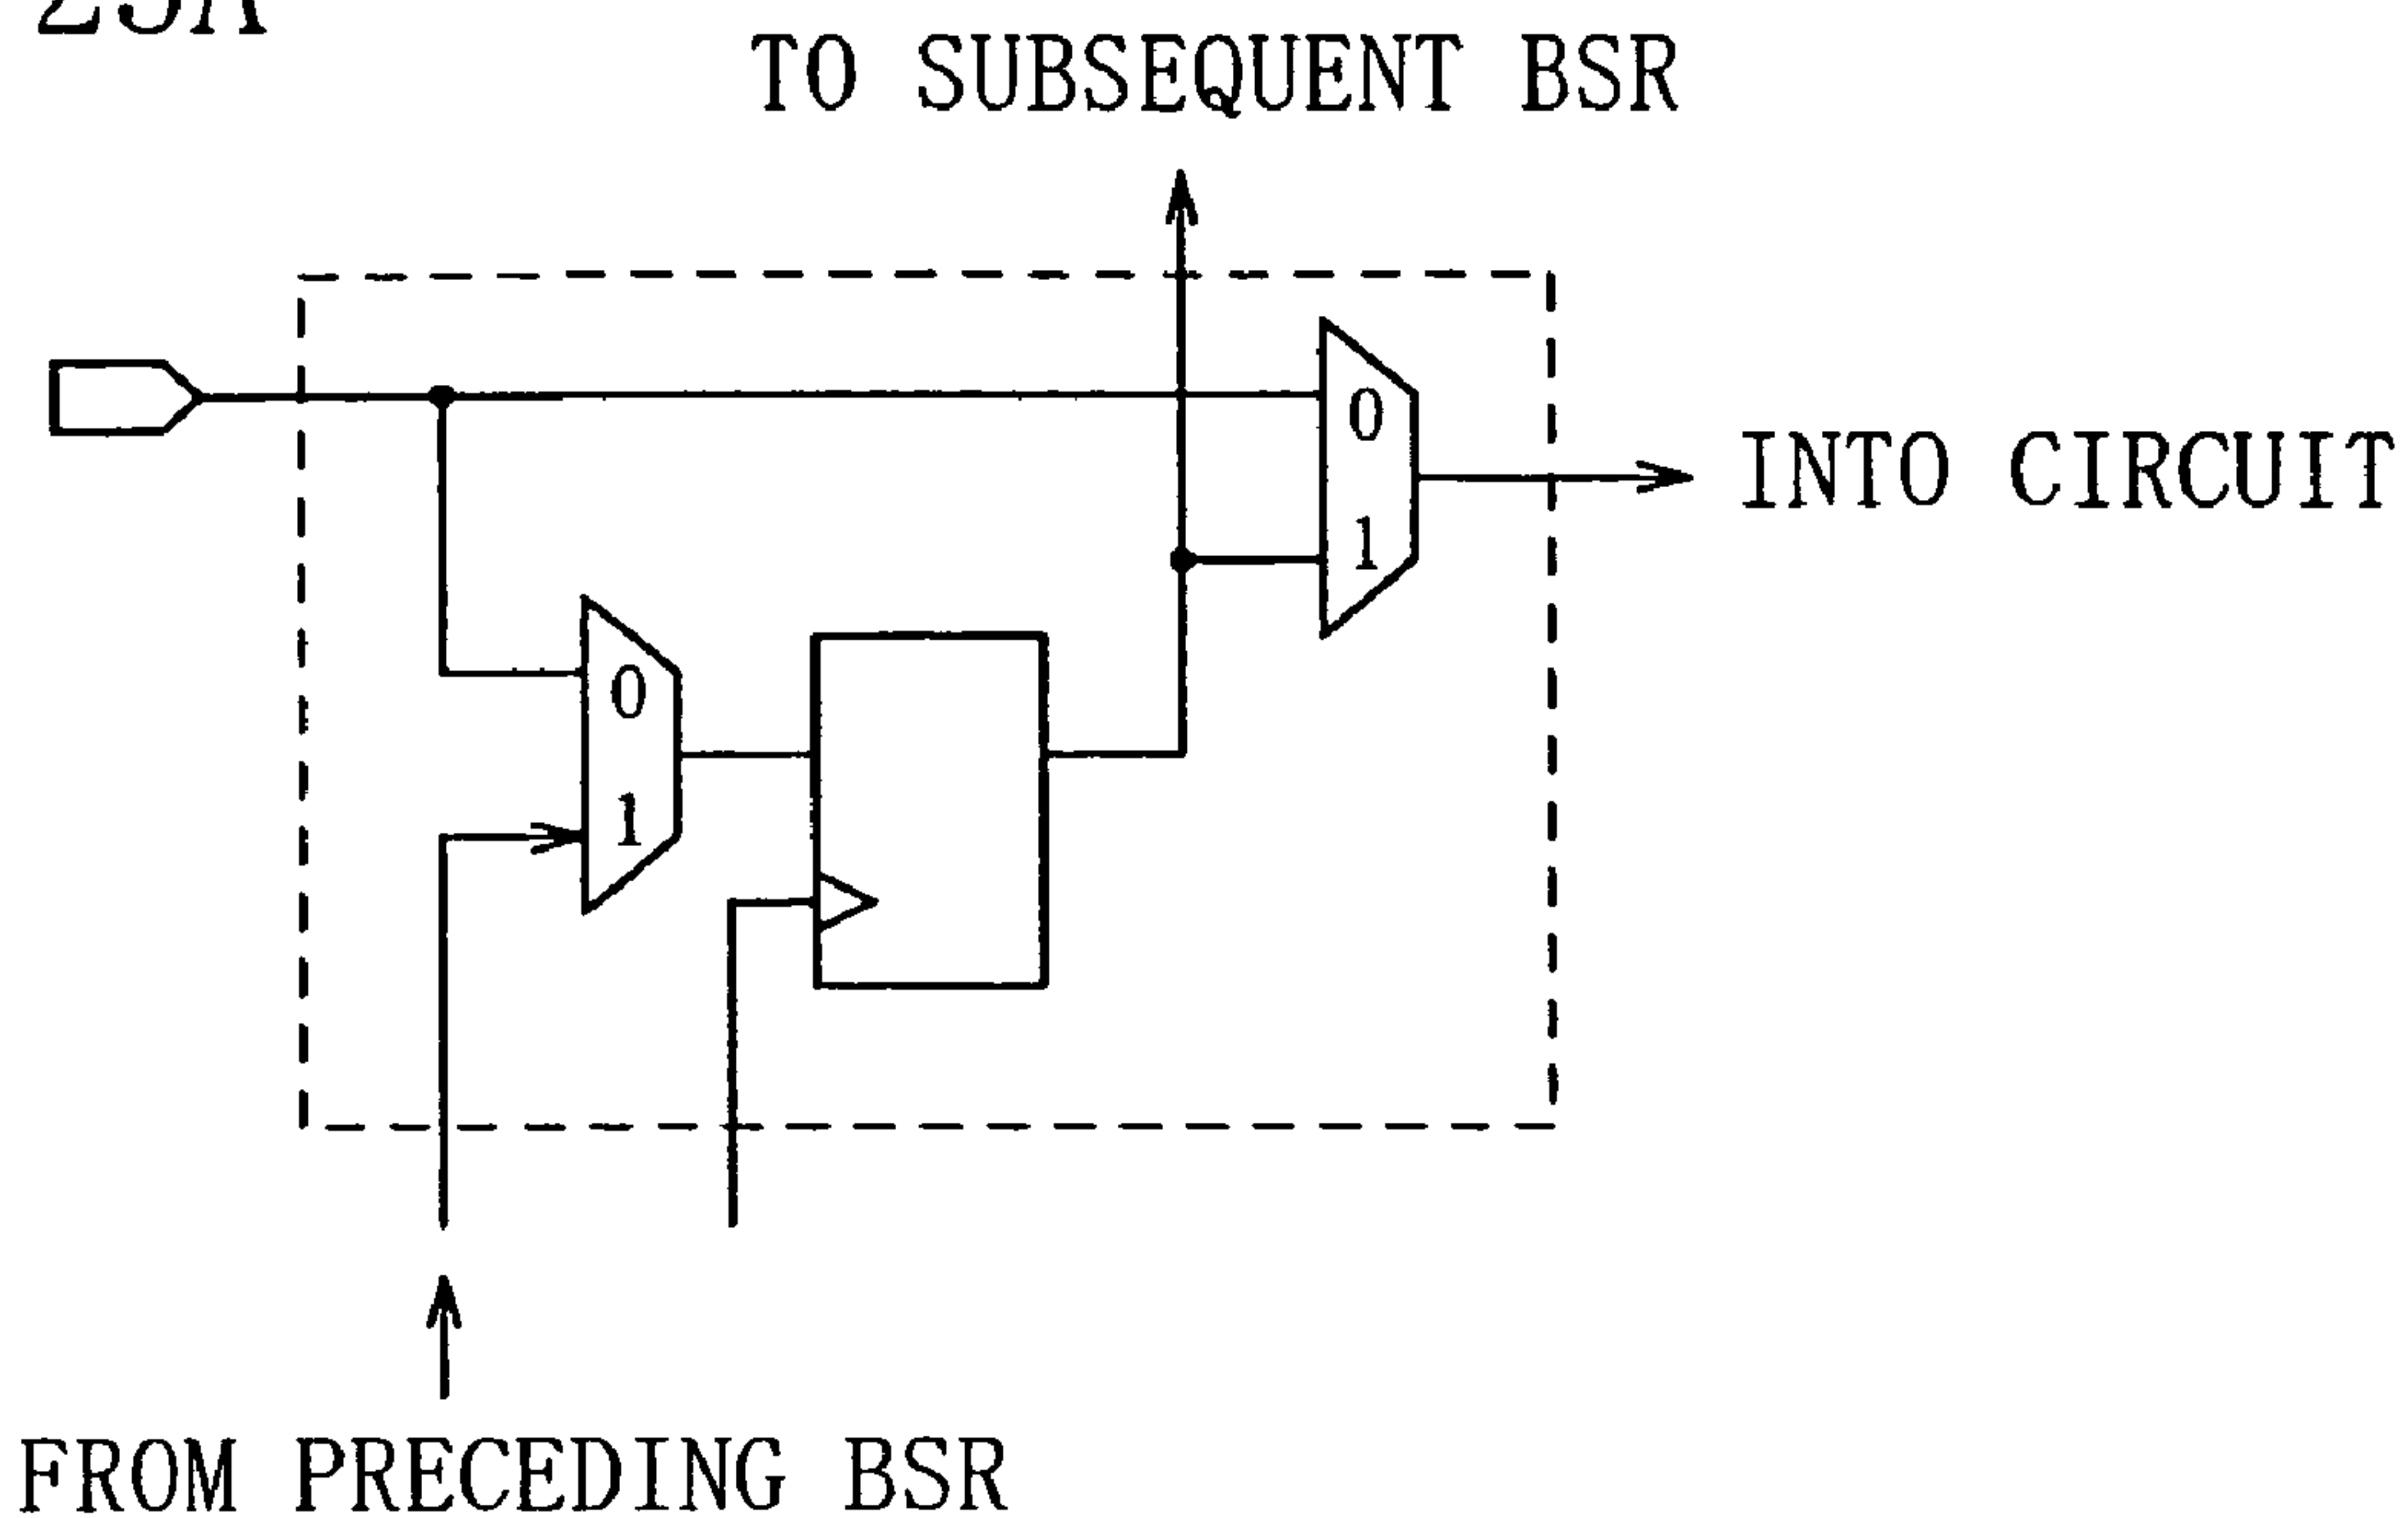 TO SUBSEQUENT BSR
0
INTO CIRCUIT
1
0
1
FROM PRECEDING BSR